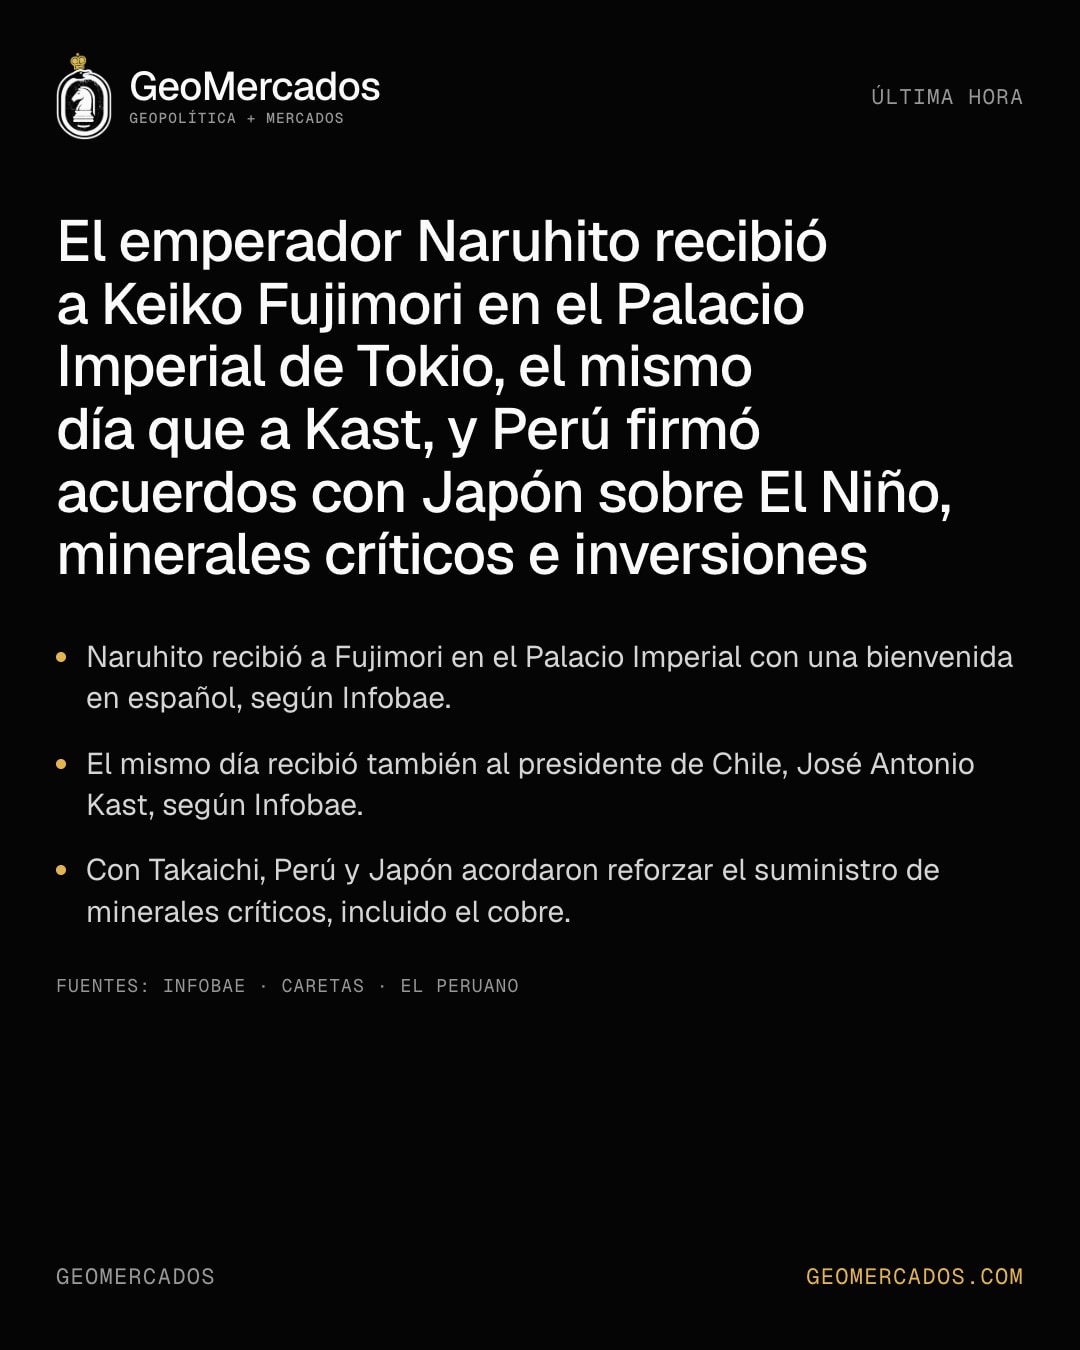 GeoMercados
GEOPOLÍTICA + MERCADOS
ÚLTIMA HORA
El emperador Naruhito recibió
a Keiko Fujimori en el Palacio
Imperial de Tokio, el mismo
día que a Kast, y Perú firmó
acuerdos con Japón sobre El Niño,
minerales críticos e inversiones
• Naruhito recibió a Fujimori en el Palacio Imperial con una bienvenida
en español, según Infobae.
• El mismo día recibió también al presidente de Chile, José Antonio
Kast, según Infobae.
• Con Takaichi, Perú y Japón acordaron reforzar el suministro de
minerales críticos, incluido el cobre.
FUENTES: INFOBAE · CARETAS · EL PERUANO
GEOMERCADOS
GEOMERCADOS.COM